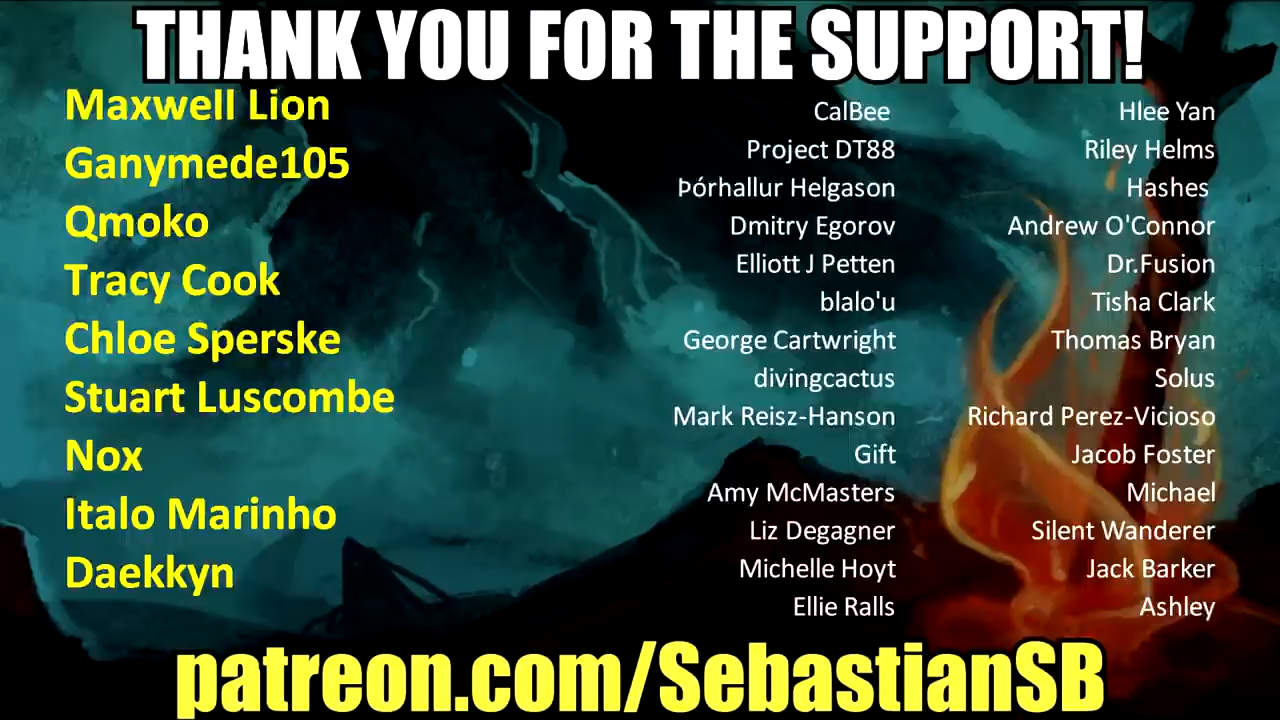 THANK YOU FOR THE SUPPORT!
Maxwell Lion
Ganymede105
Qmoko
Tracy Cook
Chloe Sperske
Stuart Luscombe
Nox
Italo Marinho
Daekkyn
CalBee
Project DT88
Þórhallur Helgason
Dmitry Egorov
Elliott J Petten
blalo'u
George Cartwright
divingcactus
Mark Reisz-Hanson
Gift
Amy McMasters
Liz Degagner
Michelle Hoyt
Ellie Ralls
Hlee Yan
Riley Helms
Hashes
Andrew O'Connor
Dr.Fusion
Tisha Clark
Thomas Bryan
Solus
Richard Perez-Vicioso
Jacob Foster
Michael
Silent Wanderer
Jack Barker
Ashley
patreon.com/SebastianSB